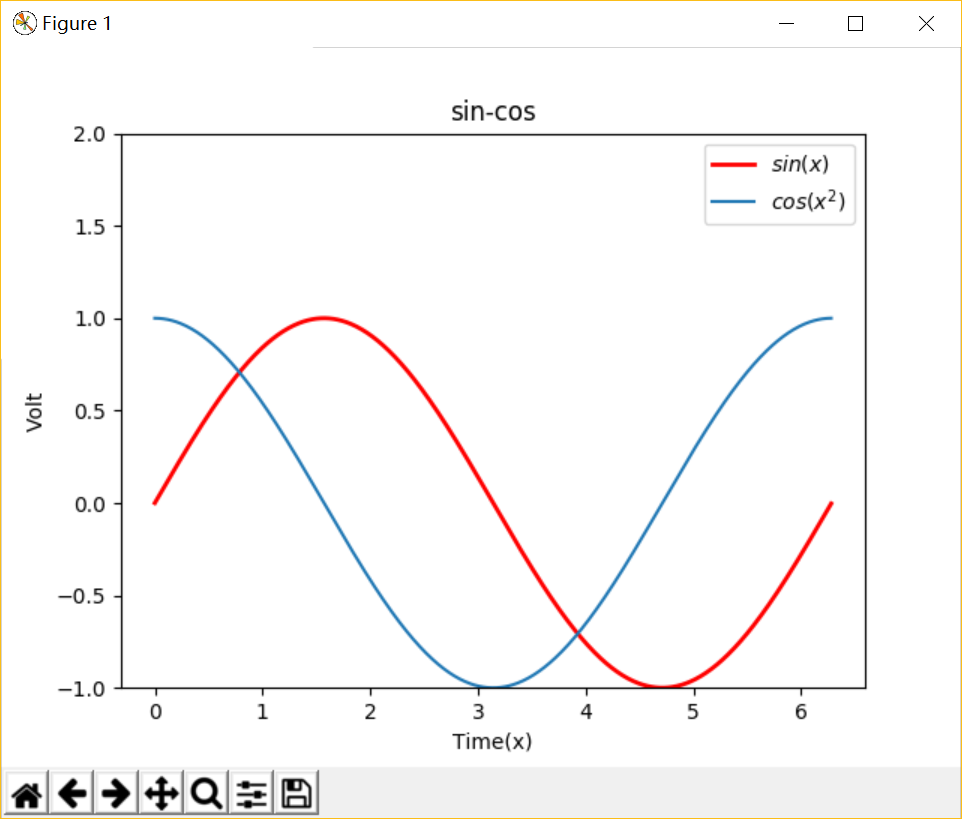 Figure 1
sin-cos
2.0
sin(x)
cos(x²)
1.5
1.0
0.5
0.0
−0.5
−1.0
Volt
0 1 2 3 4 5 6
Time(x)